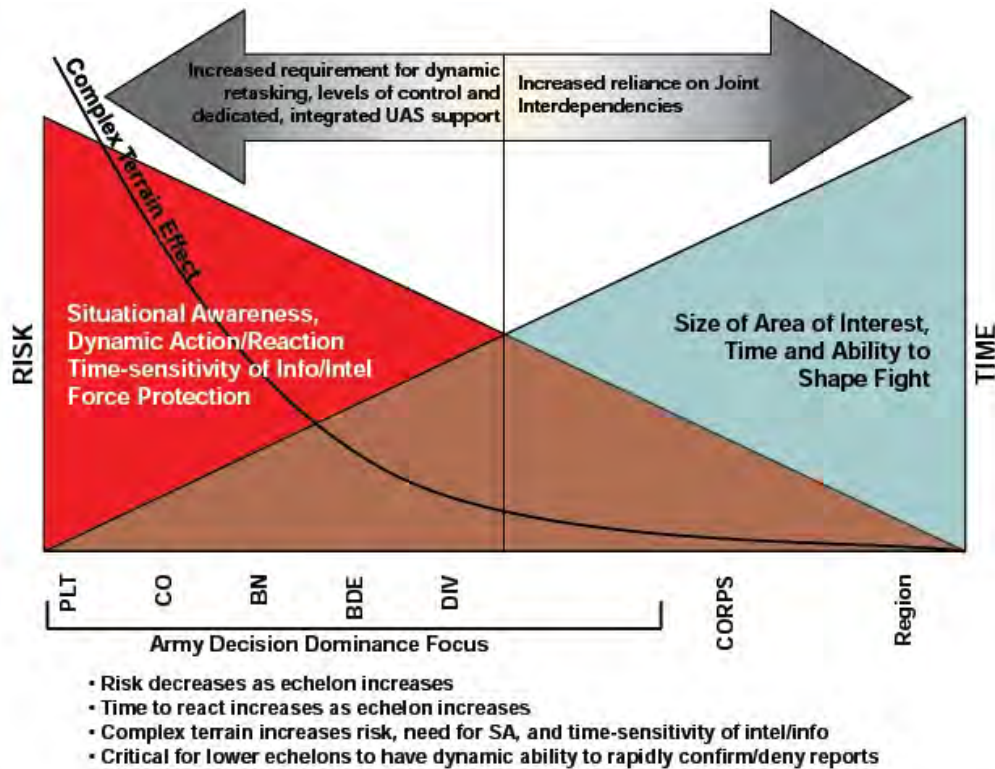 Increased requirement for dynamic
retasking, levels of control and
dedicated, integrated UAS support
Increased reliance on Joint
Interdependencies
Complex Terrain Effect
RISK
Situational Awareness,
Dynamic Action/Reaction
Time-sensitivity of Info/Intel
Force Protection
Size of Area of Interest,
Time and Ability to
Shape Fight
TIME
PLT
CO
BN
BDE
DIV
CORPS
Region
Army Decision Dominance Focus
• Risk decreases as echelon increases
• Time to react increases as echelon increases
• Complex terrain increases risk, need for SA, and time-sensitivity of intel/info
• Critical for lower echelons to have dynamic ability to rapidly confirm/deny reports